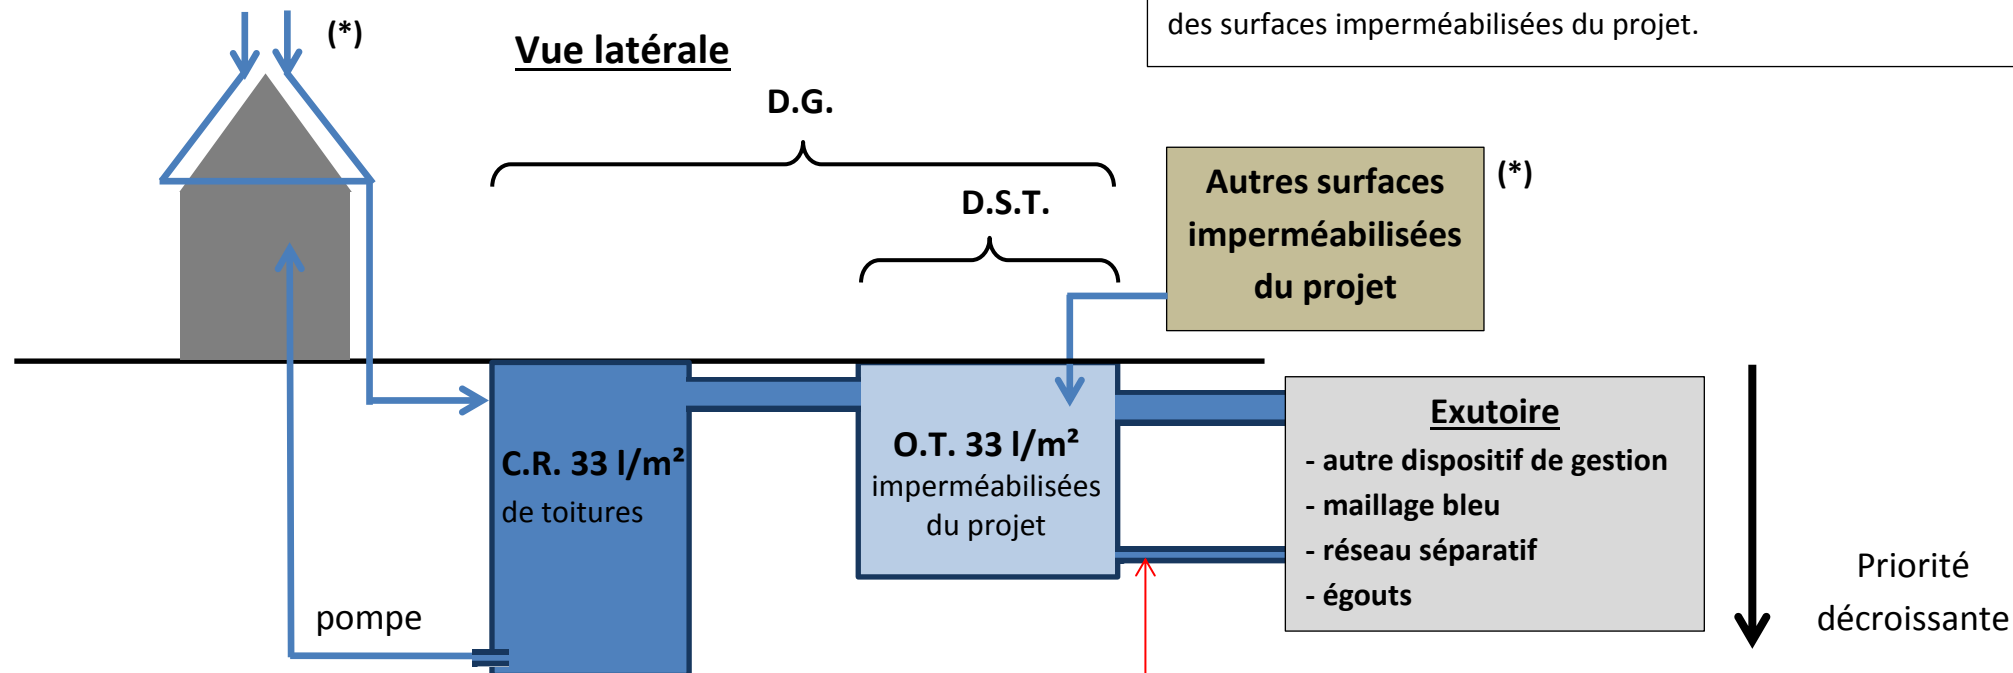 des surfaces imperméabilisées du projet.
(*)
Vue latérale
D.G.
D.S.T.
Autres surfaces
imperméabilisées
du projet
(*)
C.R. 33 l/m²
de toitures
O.T. 33 l/m²
imperméabilisées
du projet
Exutoire
- autre dispositif de gestion
- maillage bleu
- réseau séparatif
- égouts
Priorité
décroissante
pompe